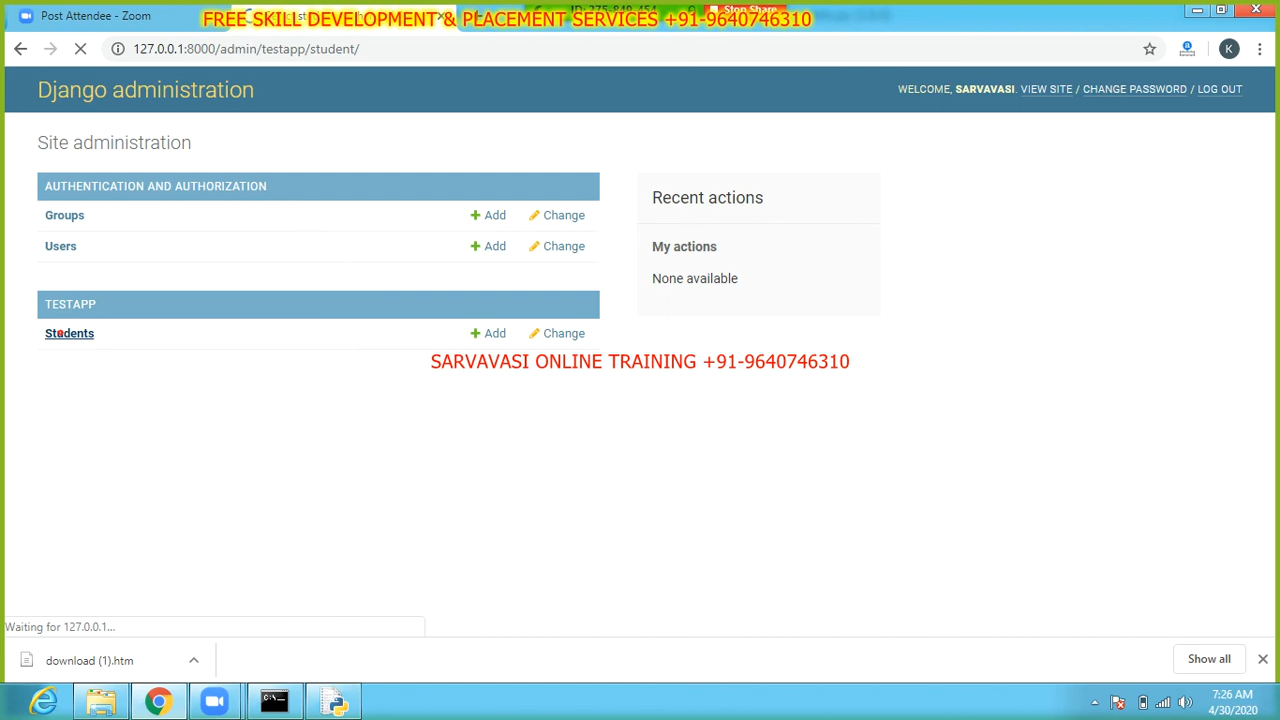 Post Attendee - Zoom
FREE SKILL DEVELOPMENT & PLACEMENT SERVICES +91-9640746310
127.0.0.1:8000/admin/testapp/student/
K
Django administration
WELCOME, SARVAVASI. VIEW SITE / CHANGE PASSWORD / LOG OUT
Site administration
AUTHENTICATION AND AUTHORIZATION
Groups
Add
Change
Users
Add
Change
TESTAPP
Students
Add
Change
Recent actions
My actions
None available
SARVAVASI ONLINE TRAINING +91-9640746310
Waiting for 127.0.0.1...
download (1).htm
Show all
7:26 AM
4/30/2020